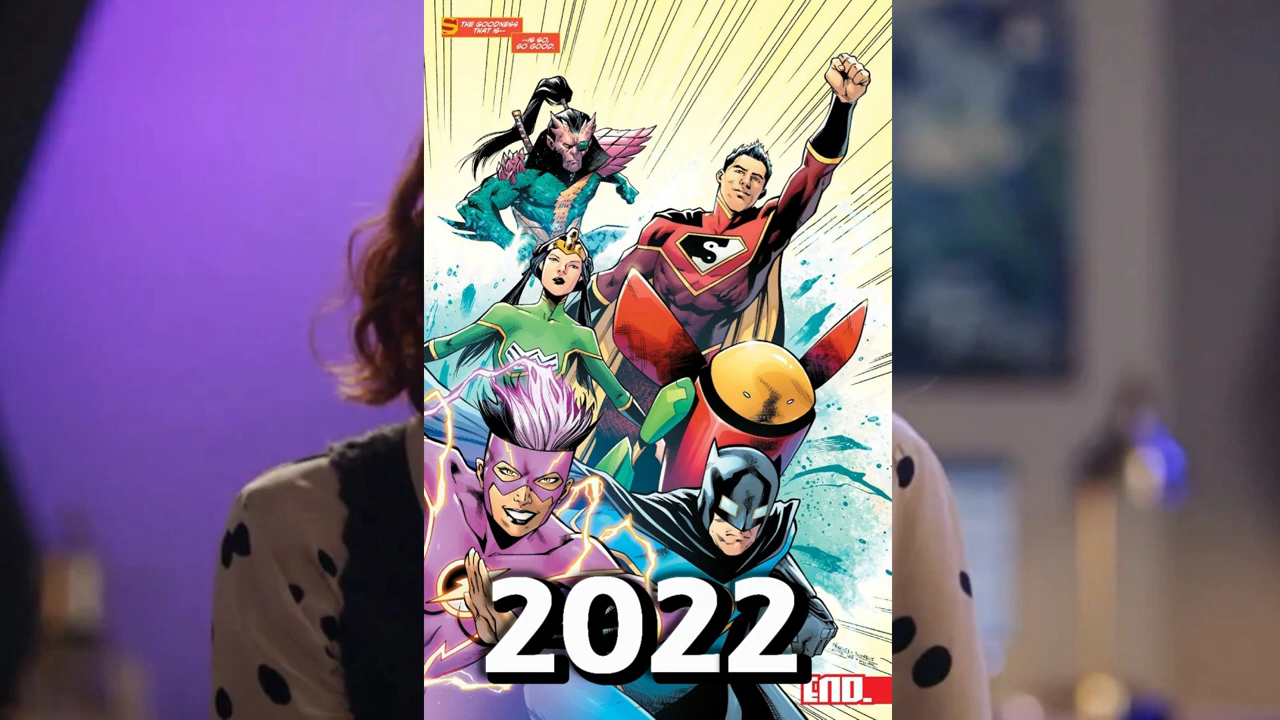 THE GOODNESS
THAT IS--
--IS SO,
SO GOOD.
2022
END.